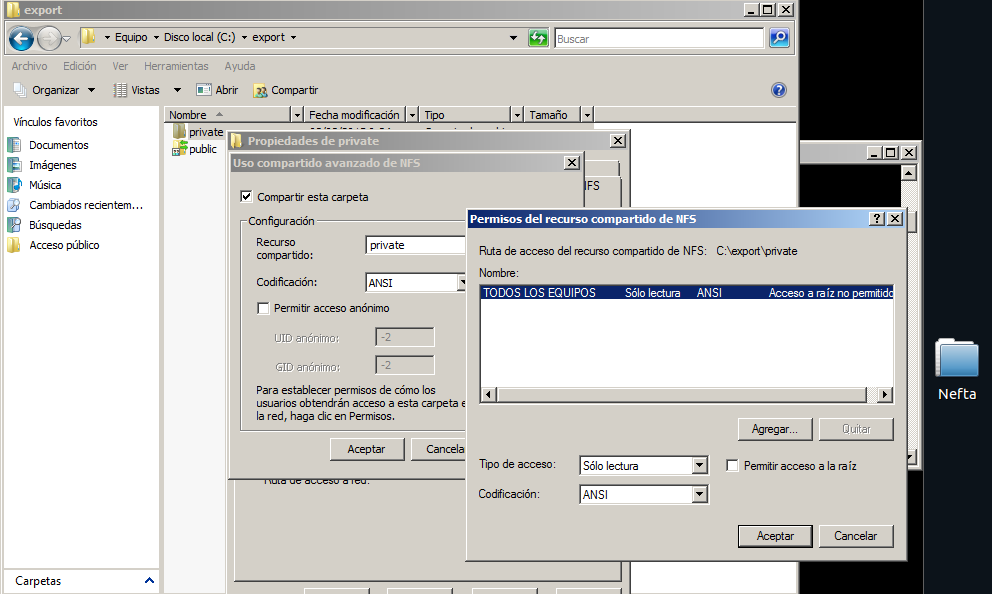 export
Equipo Disco local (C:) export
Buscar
Archivo Edición Ver Herramientas Ayuda
Organizar Vistas Abrir Compartir
Vínculos favoritos
Documentos
Imágenes
Música
Cambiados recientem...
Búsquedas
Acceso público
Carpetas
Nombre Fecha modificación Tipo Tamaño
private
public
Propiedades de private
NFS
Uso compartido avanzado de NFS
Compartir esta carpeta
Configuración
Recurso
compartido:
private
Codificación:
ANSI
Permitir acceso anónimo
UID anónimo:
-2
GID anónimo:
-2
Para establecer permisos de cómo los
usuarios obtendrán acceso a esta carpeta e
la red, haga clic en Permisos.
Aceptar Cancela
Ruta de acceso a red:
Permisos del recurso compartido de NFS
Ruta de acceso del recurso compartido de NFS: C:\export\private
Nombre:
TODOS LOS EQUIPOS Sólo lectura ANSI Acceso a raíz no permitido
Agregar... Quitar
Tipo de acceso:
Sólo lectura
Permitir acceso a la raíz
Codificación:
ANSI
Aceptar Cancelar
Nefta